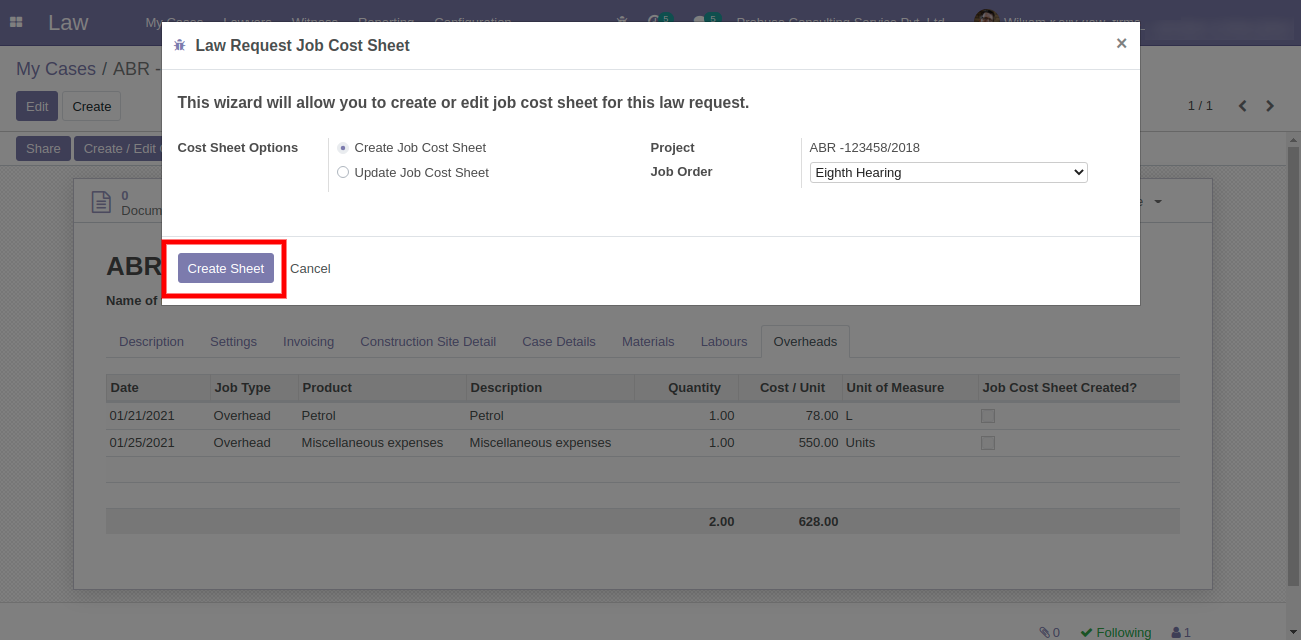 Law
My Cases Lawyers Witness Reporting Configuration 5 5 Probuse Consulting Service Pvt. Ltd.
Law Request Job Cost Sheet ×
My Cases / ABR -
This wizard will allow you to create or edit job cost sheet for this law request.
Edit Create 1 / 1
Share Create / Edit
Cost Sheet Options Create Job Cost Sheet Project ABR -123458/2018
Update Job Cost Sheet Job Order Eighth Hearing
0
Docum
Create Sheet Cancel
ABR
Name of
Description Settings Invoicing Construction Site Detail Case Details Materials Labours Overheads
Date Job Type Product Description Quantity Cost / Unit Unit of Measure Job Cost Sheet Created?
01/21/2021 Overhead Petrol Petrol 1.00 78.00 L
01/25/2021 Overhead Miscellaneous expenses Miscellaneous expenses 1.00 550.00 Units
2.00 628.00
0 Following 1